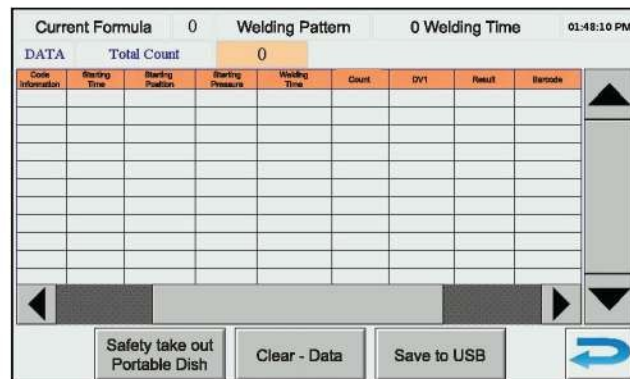 Current Formula 0 Welding Pattern 0 Welding Time 01:48:10 PM
DATA Total Count 0
Code Information Starting Time Starting Position Starting Pressure Welding Time Count DV1 Result Barcode
Safety take out Portable Dish Clear - Data Save to USB